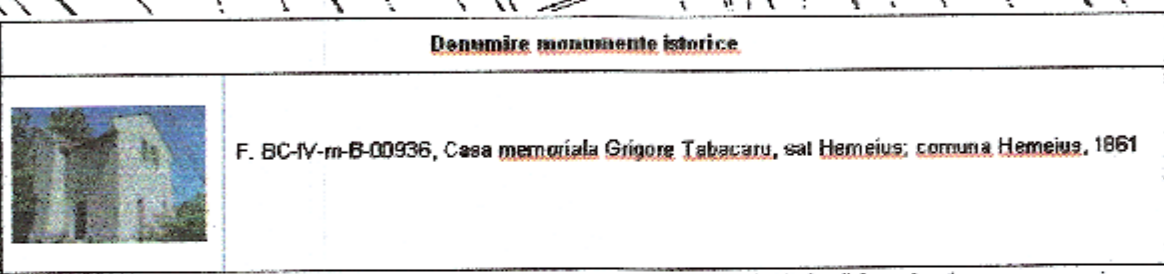 Denumire monumente istorice
F. BC-IV-m-B-00936, Casa memoriala Grigore Tabacaru, sat Hemeius; comuna Hemeius, 1861